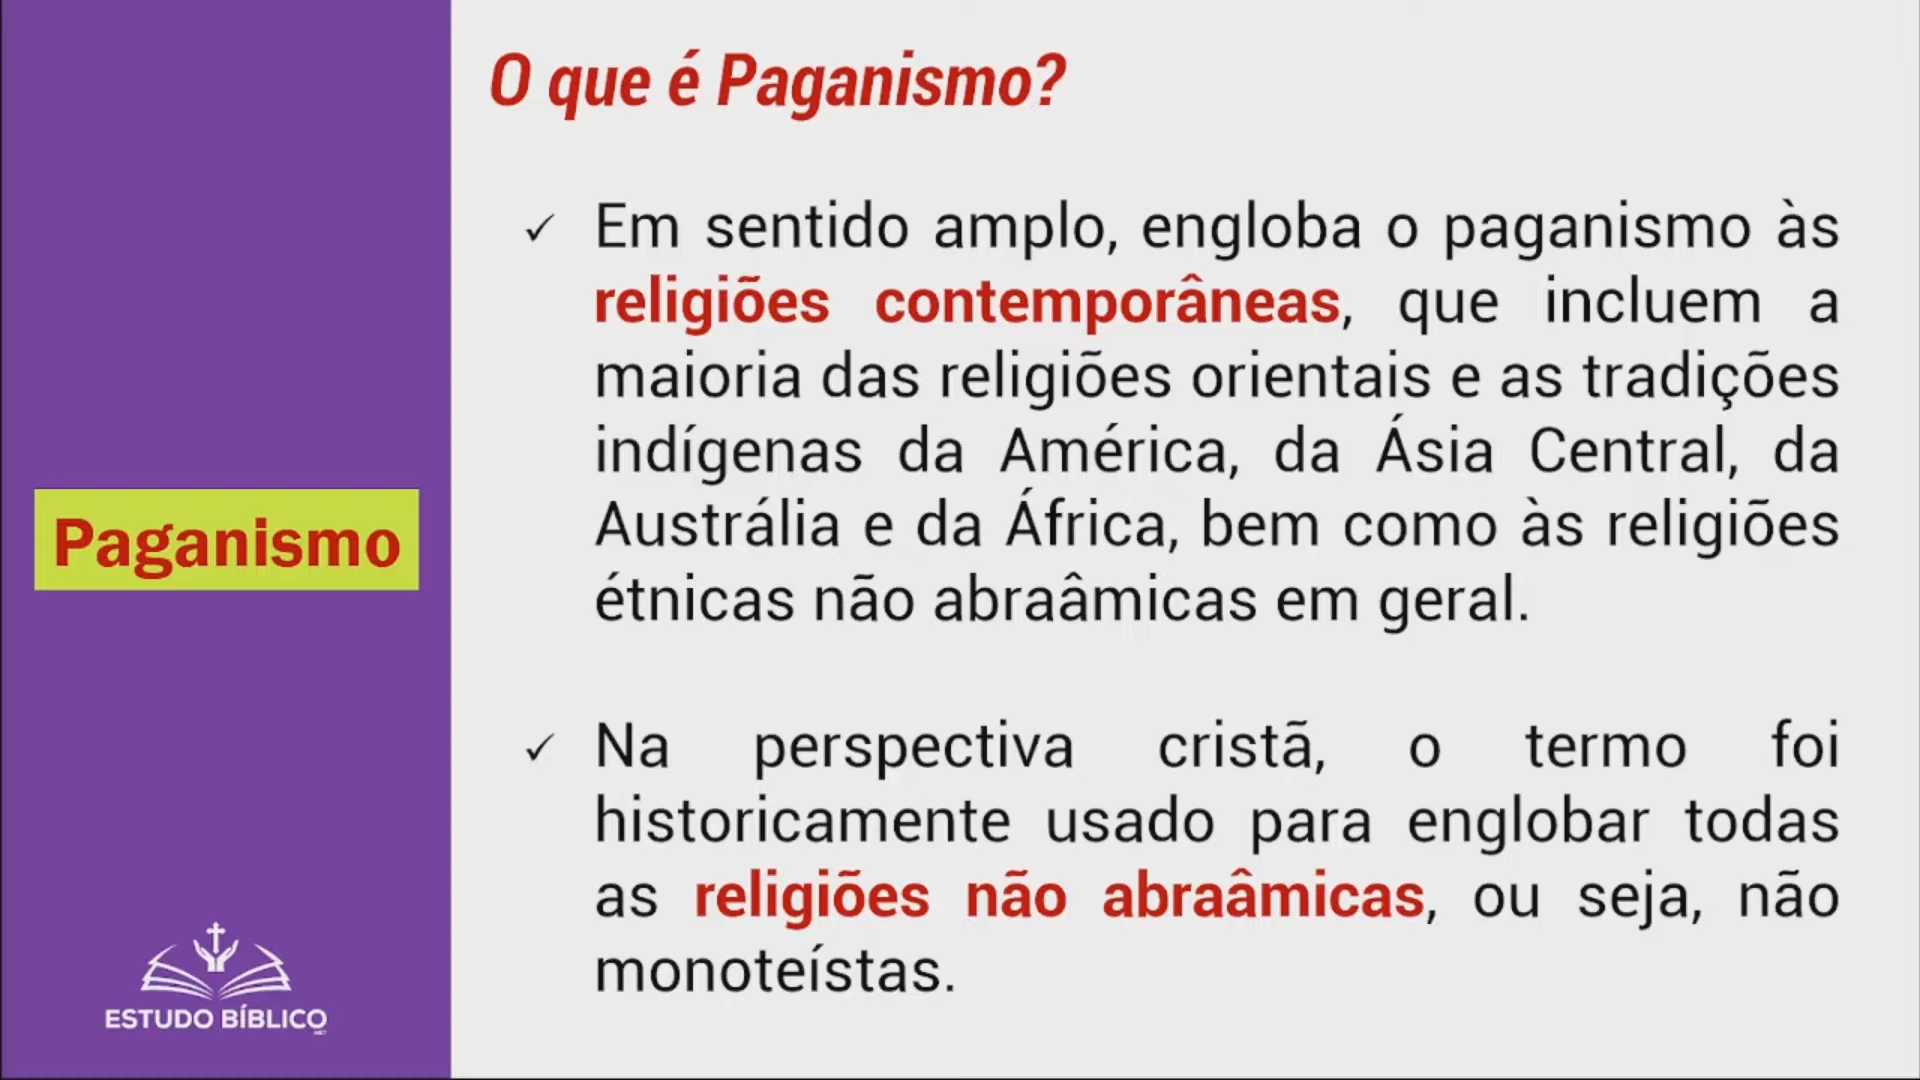 O que é Paganismo?
✓ Em sentido amplo, engloba o paganismo às
religiões contemporâneas, que incluem a
maioria das religiões orientais e as tradições
indígenas da América, da Ásia Central, da
Austrália e da África, bem como às religiões
étnicas não abraâmicas em geral.
✓ Na perspectiva cristã, o termo foi
historicamente usado para englobar todas
as religiões não abraâmicas, ou seja, não
monoteístas.
Paganismo
ESTUDO BÍBLICO